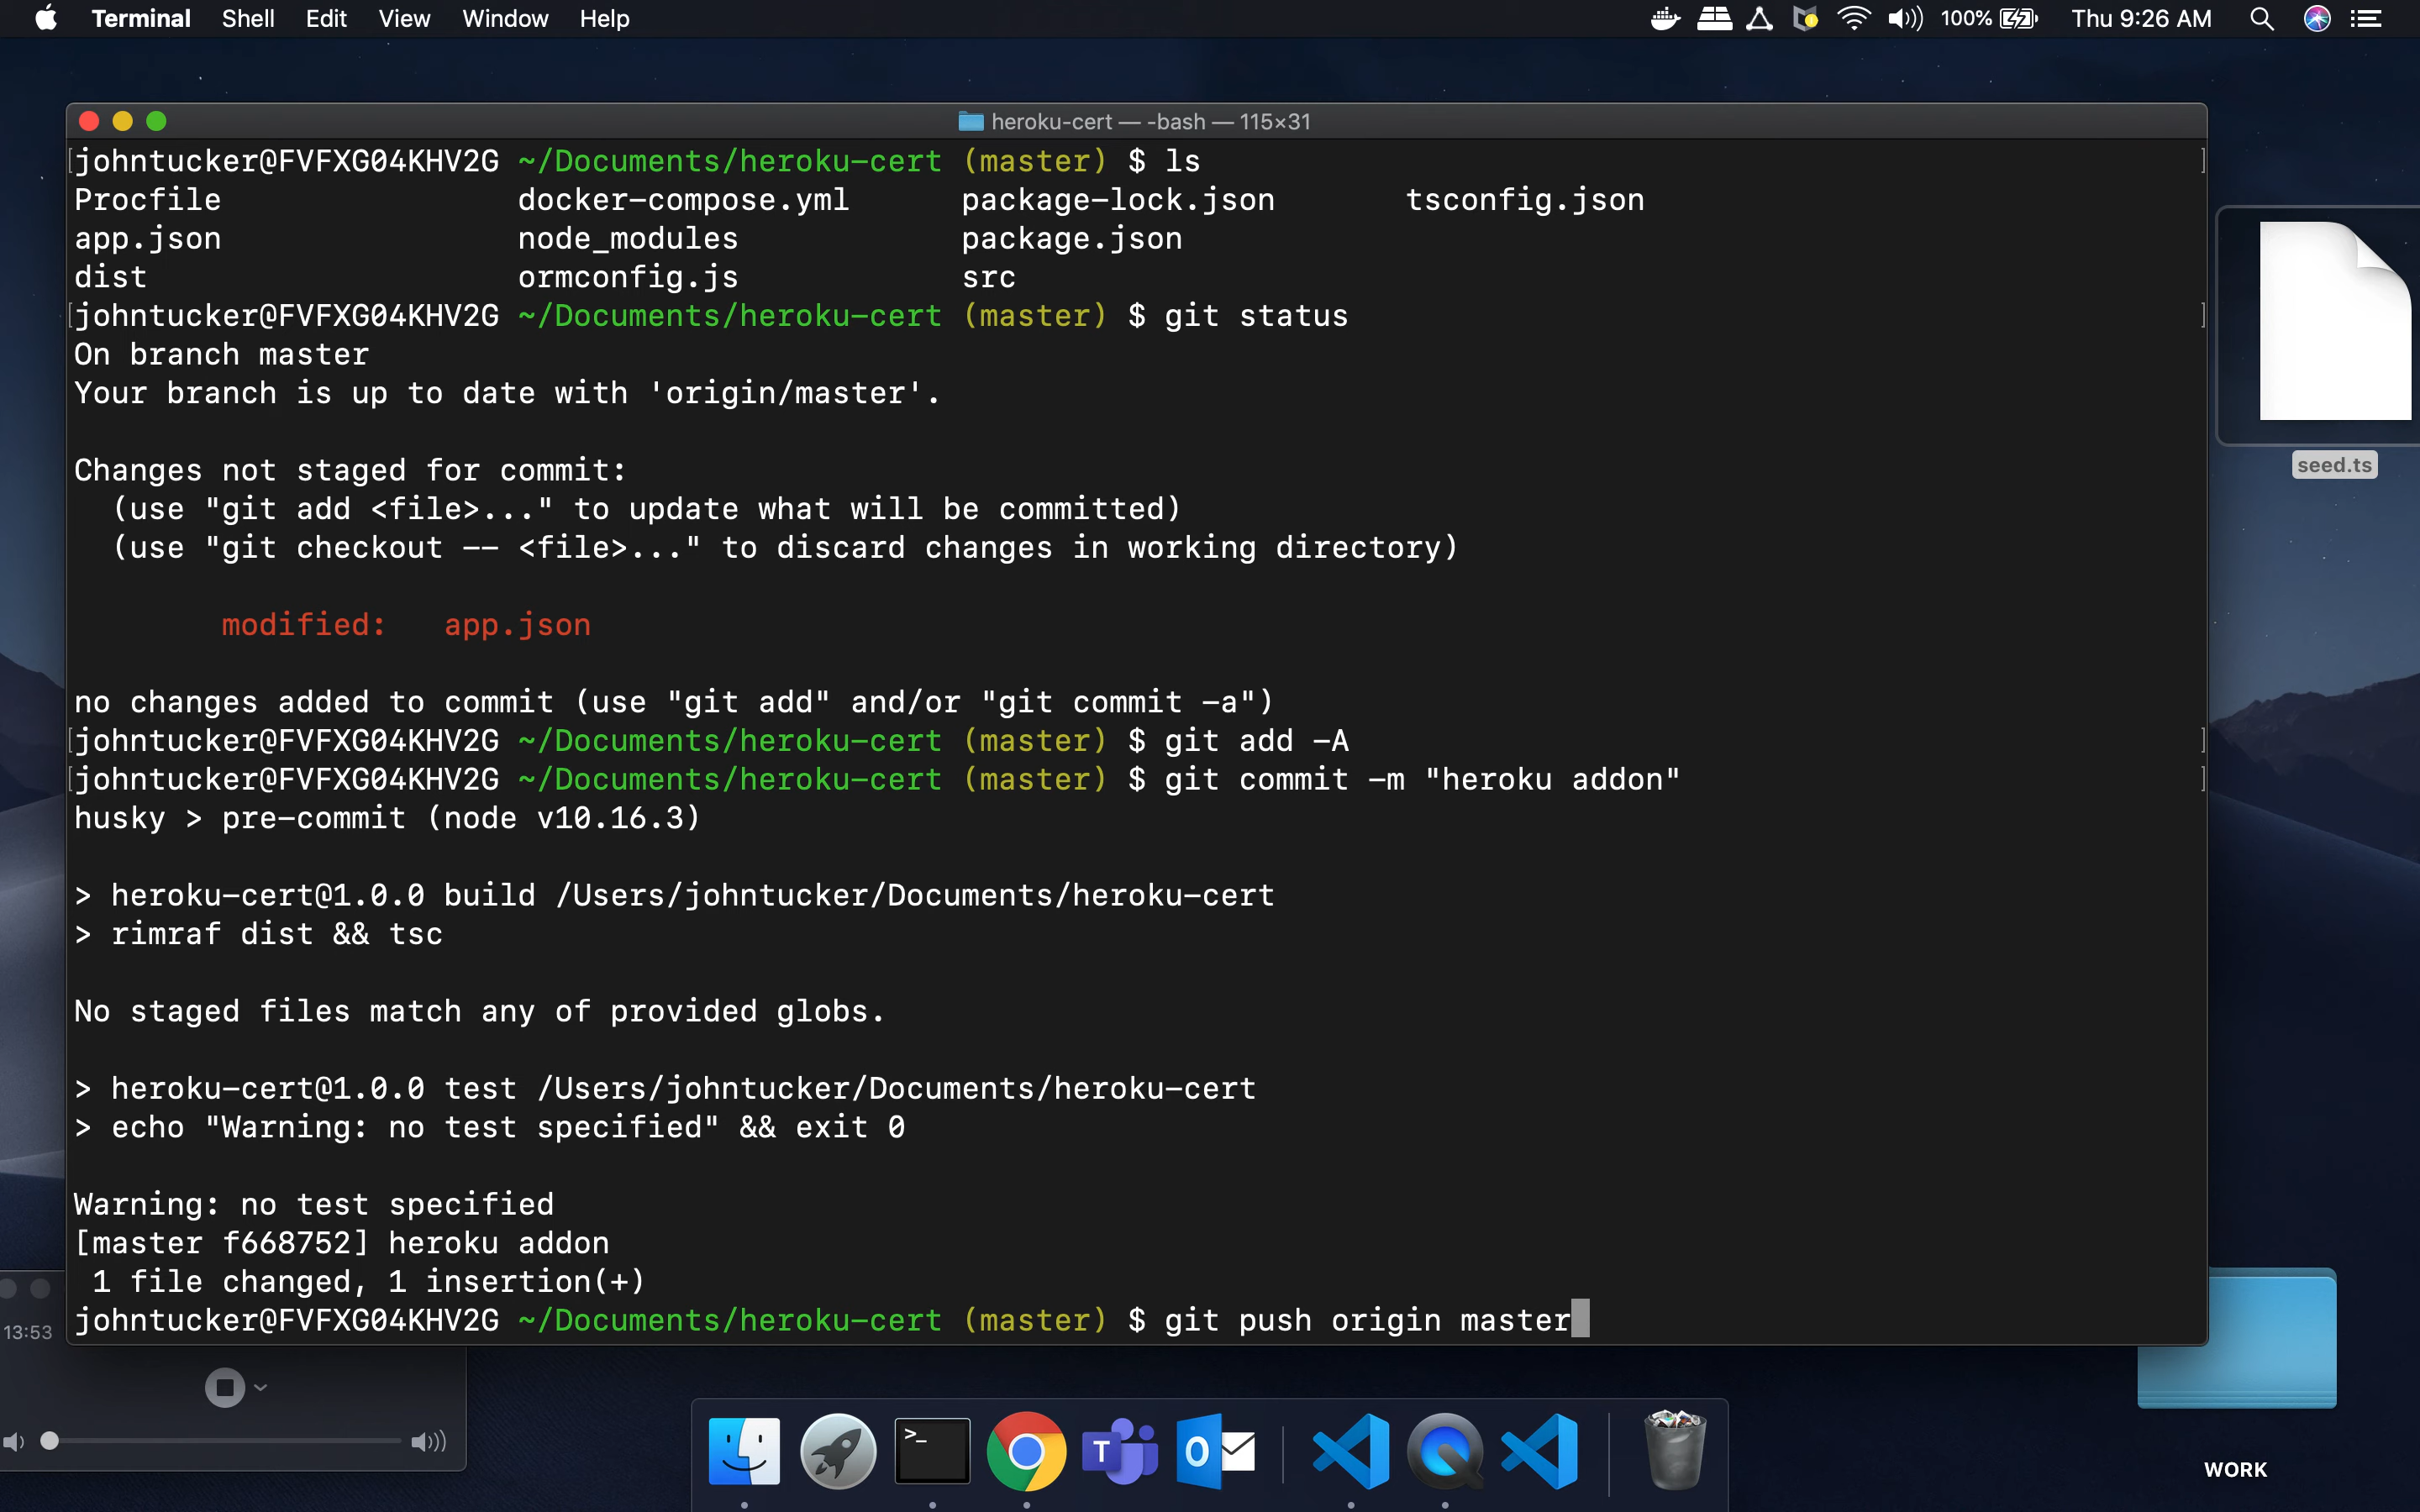 Terminal Shell Edit View Window Help 100% Thu 9:26 AM
heroku-cert — -bash — 115×31
johntucker@FVFXG04KHV2G ~/Documents/heroku-cert (master) $ ls
Procfile docker-compose.yml package-lock.json tsconfig.json
app.json node_modules package.json
dist ormconfig.js src
johntucker@FVFXG04KHV2G ~/Documents/heroku-cert (master) $ git status
On branch master
Your branch is up to date with 'origin/master'.
Changes not staged for commit:
(use "git add <file>..." to update what will be committed)
(use "git checkout -- <file>..." to discard changes in working directory)
modified: app.json
no changes added to commit (use "git add" and/or "git commit -a")
johntucker@FVFXG04KHV2G ~/Documents/heroku-cert (master) $ git add -A
johntucker@FVFXG04KHV2G ~/Documents/heroku-cert (master) $ git commit -m "heroku addon"
husky > pre-commit (node v10.16.3)
> heroku-cert@1.0.0 build /Users/johntucker/Documents/heroku-cert
> rimraf dist && tsc
No staged files match any of provided globs.
> heroku-cert@1.0.0 test /Users/johntucker/Documents/heroku-cert
> echo "Warning: no test specified" && exit 0
Warning: no test specified
[master f668752] heroku addon
1 file changed, 1 insertion(+)
johntucker@FVFXG04KHV2G ~/Documents/heroku-cert (master) $ git push origin master
seed.ts
13:53
>_
T
O
WORK